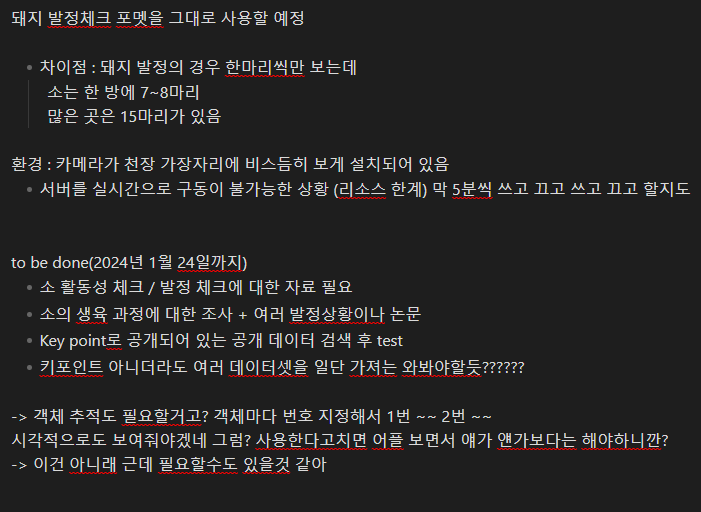 돼지 발정체크 포멧을 그대로 사용할 예정
차이점 : 돼지 발정의 경우 한마리씩만 보는데
소는 한 방에 7~8마리
많은 곳은 15마리가 있음
환경 : 카메라가 천장 가장자리에 비스듬히 보게 설치되어 있음
서버를 실시간으로 구동이 불가능한 상황 (리소스 한계) 막 5분씩 쓰고 끄고 쓰고 끄고 할지도
to be done(2024년 1월 24일까지)
소 활동성 체크 / 발정 체크에 대한 자료 필요
소의 생육 과정에 대한 조사 + 여러 발정상황이나 논문
Key point로 공개되어 있는 공개 데이터 검색 후 test
키포인트 아니더라도 여러 데이터셋을 일단 가져는 와봐야할듯??????
-> 객체 추적도 필요할거고? 객체마다 번호 지정해서 1번 ~~ 2번 ~~
시각적으로도 보여줘야겠네 그럼? 사용한다고치면 어플 보면서 얘가 얜가보다는 해야하니깐?
-> 이건 아니래 근데 필요할수도 있을것 같아